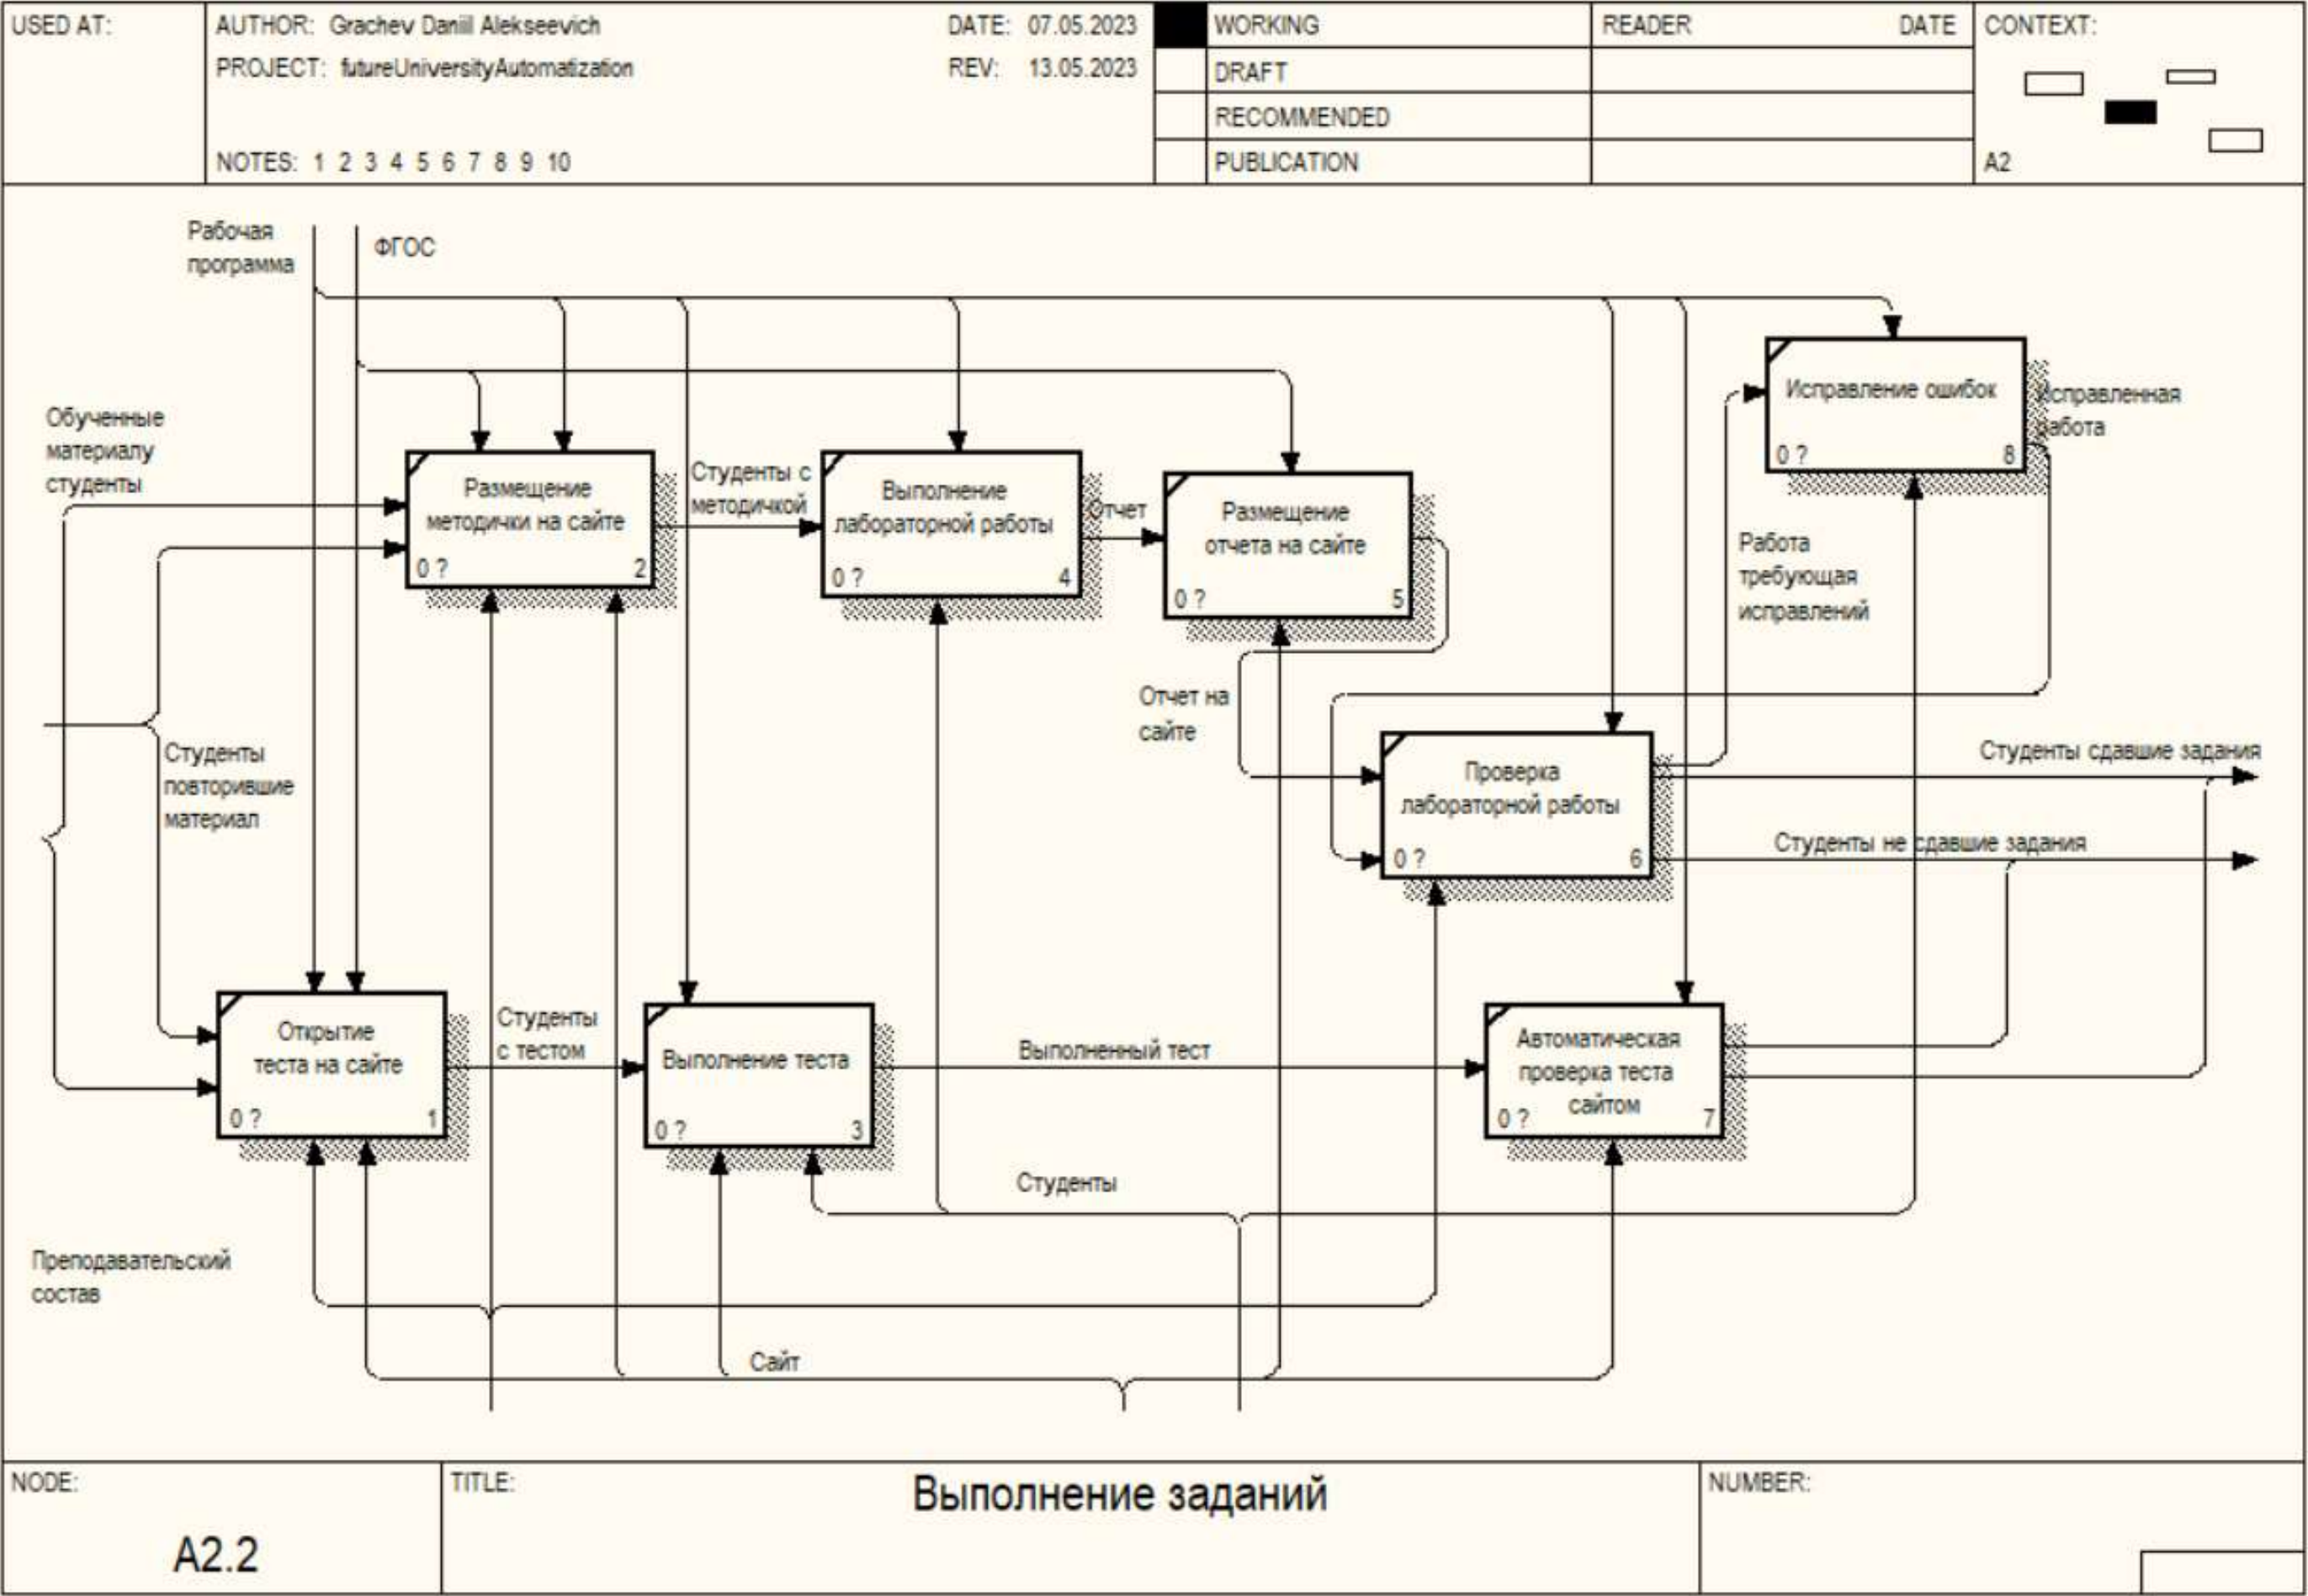 USED AT:
AUTHOR: Grachev Daniil Alekseevich
DATE: 07.05.2023
PROJECT: futureUniversityAutomatization
REV: 13.05.2023
NOTES: 1 2 3 4 5 6 7 8 9 10
WORKING
DRAFT
RECOMMENDED
PUBLICATION
READER DATE
CONTEXT:
A2
Рабочая
программа
ФГОС
Обученные
материалу
студенты
Размещение
методички на сайте
0 ? 2
Студенты с
методичкой
Выполнение
лабораторной работы
0 ? 4
Отчет
Размещение
отчета на сайте
0 ? 5
Исправление ошибок
0 ? 8
Исправленная
работа
Работа
требующая
исправлений
Отчет на
сайте
Студенты
повторившие
материал
Проверка
лабораторной работы
0 ? 6
Студенты сдавшие задания
Студенты не сдавшие задания
Открытие
теста на сайте
0 ? 1
Студенты
с тестом
Выполнение теста
0 ? 3
Выполненный тест
Автоматическая
проверка теста
сайтом
0 ? 7
Студенты
Преподавательский
состав
Сайт
NODE:
A2.2
TITLE:
Выполнение заданий
NUMBER: